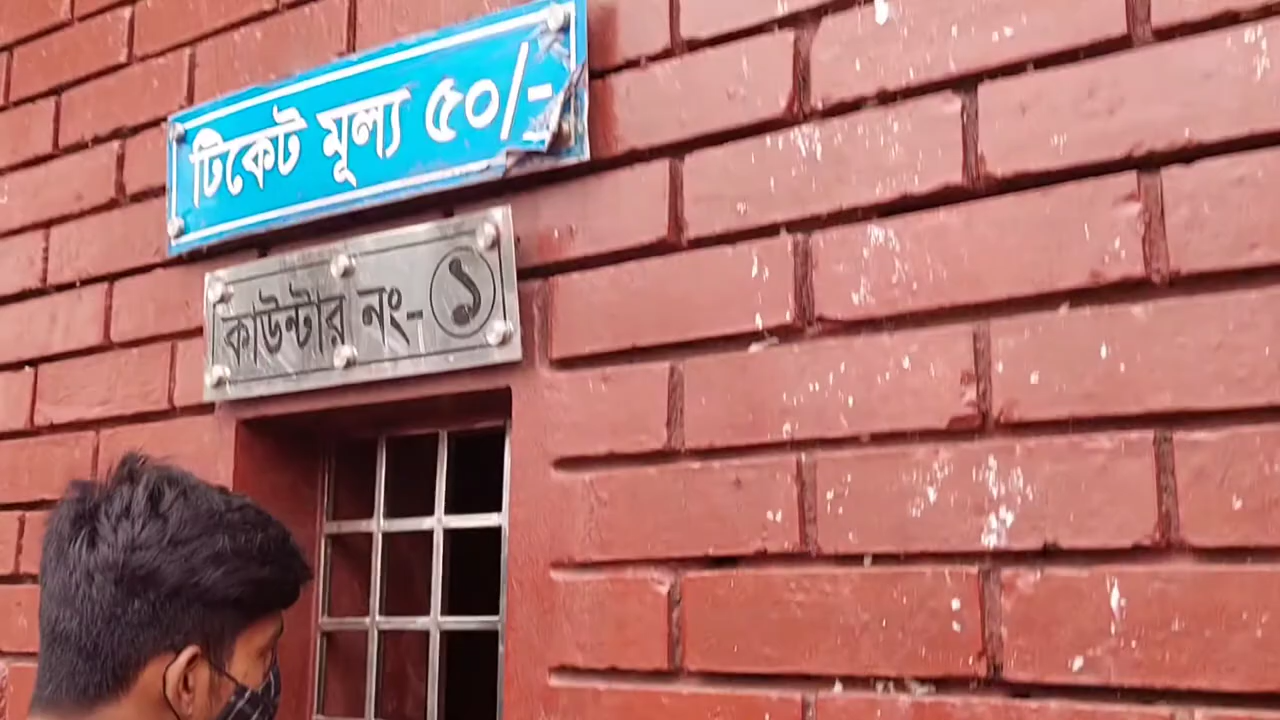 টিকেট মূল্য ৫০/-
কাউন্টার নং- ১